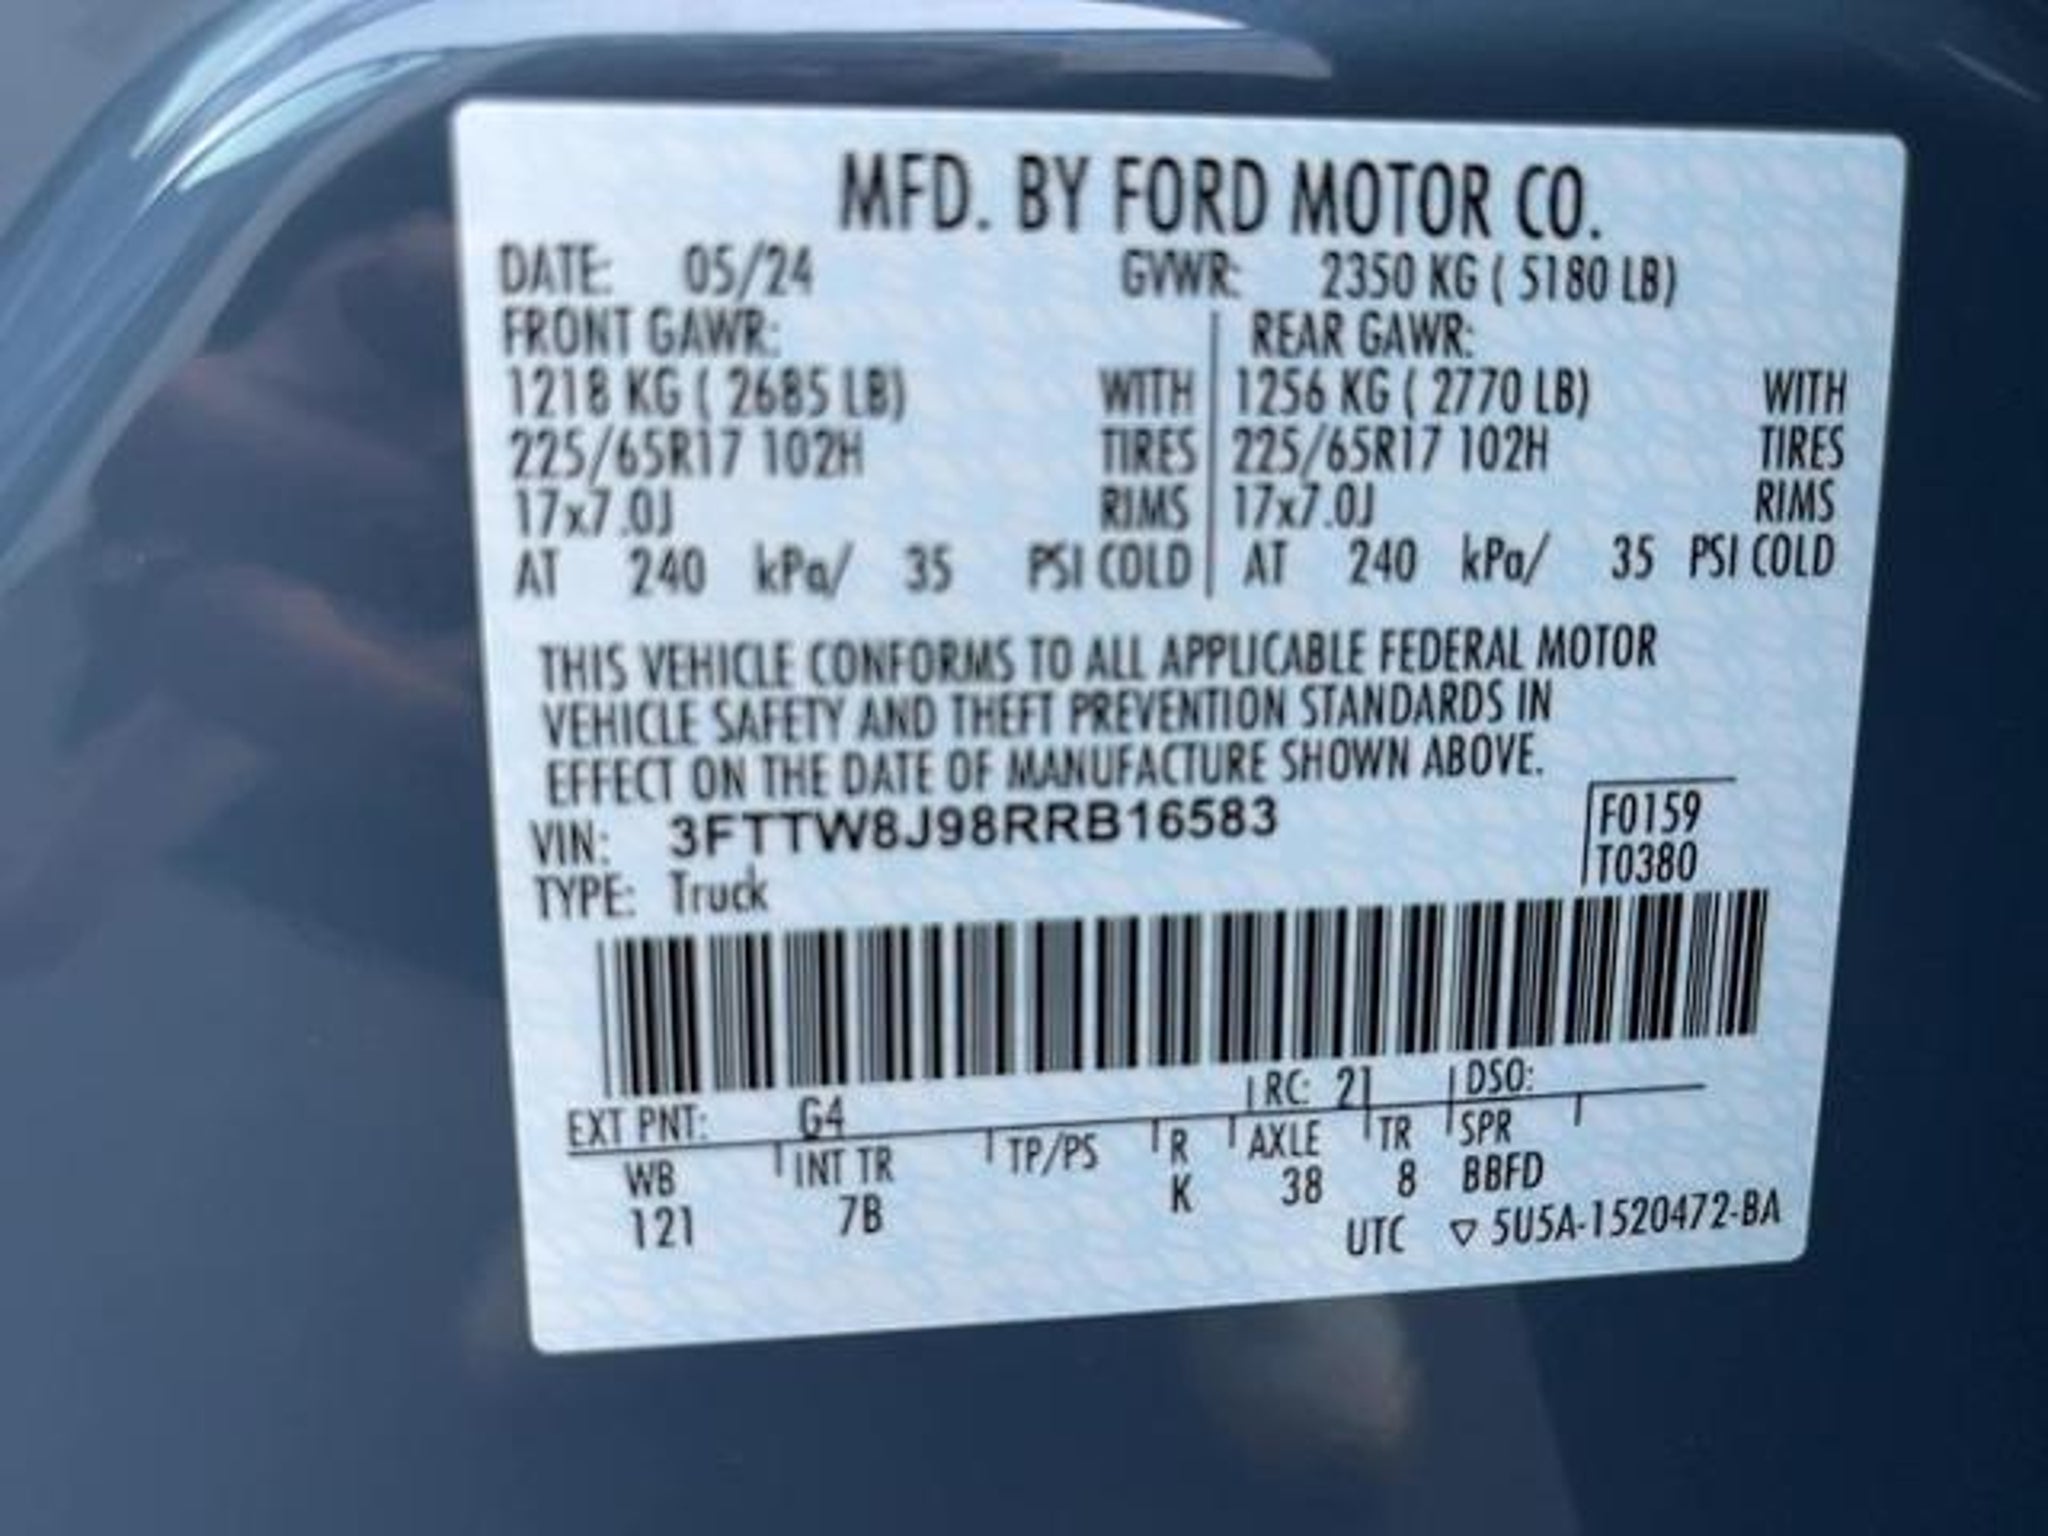 MFD. BY FORD MOTOR CO.
DATE: 05/24 GVWR: 2350 KG ( 5180 LB)
FRONT GAWR: REAR GAWR:
1218 KG ( 2685 LB) WITH 1256 KG ( 2770 LB) WITH
225/65R17 102H TIRES 225/65R17 102H TIRES
17x7.0J RIMS 17x7.0J RIMS
AT 240 kPa/ 35 PSI COLD AT 240 kPa/ 35 PSI COLD
THIS VEHICLE CONFORMS TO ALL APPLICABLE FEDERAL MOTOR
VEHICLE SAFETY AND THEFT PREVENTION STANDARDS IN
EFFECT ON THE DATE OF MANUFACTURE SHOWN ABOVE.
VIN: 3FTTW8J98RRB16583 F0159
TYPE: Truck T0380
EXT PNT: G4 RC: 21 DSO:
WB INT TR TP/PS R AXLE TR SPR
121 7B K 38 8 BBFD
UTC ▽ 5U5A-1520472-BA